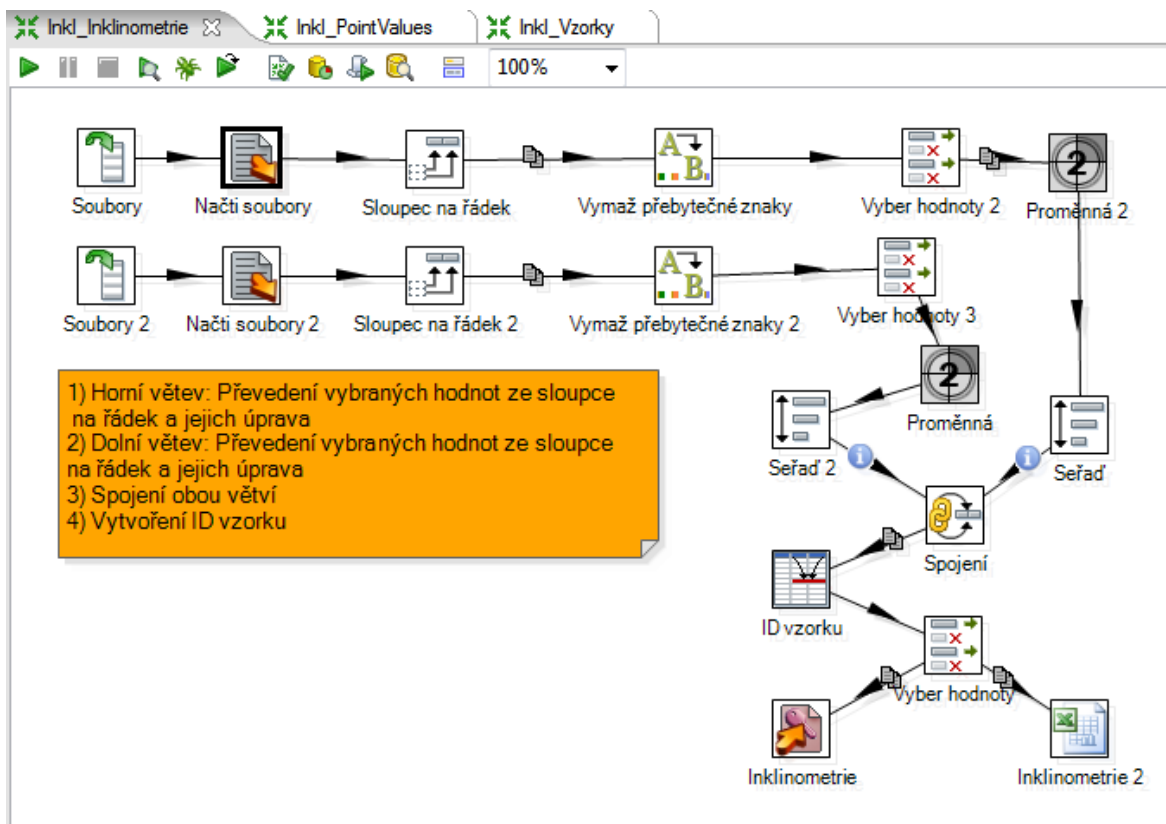 Inkl_Inklinometrie
Inkl_PointValues
Inkl_Vzorky
100%
Soubory
Načti soubory
Sloupec na řádek
Vymaž přebytečné znaky
Vyber hodnoty 2
2
Proměnná 2
Soubory 2
Načti soubory 2
Sloupec na řádek 2
Vymaž přebytečné znaky 2
Vyber hodnoty 3
1) Horní větev: Převedení vybraných hodnot ze sloupce
na řádek a jejich úprava
2) Dolní větev: Převedení vybraných hodnot ze sloupce
na řádek a jejich úprava
3) Spojení obou větví
4) Vytvoření ID vzorku
2
Proměnná
Seřaď 2
Seřaď
Spojení
ID vzorku
Vyber hodnoty
Inklinometrie
Inklinometrie 2
A
B
A
B